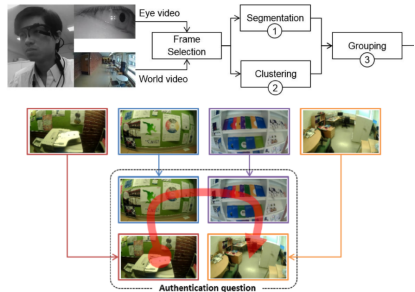 Eye video
Segmentation
1
Frame
Selection
Grouping
3
World video
Clustering
2
Authentication question